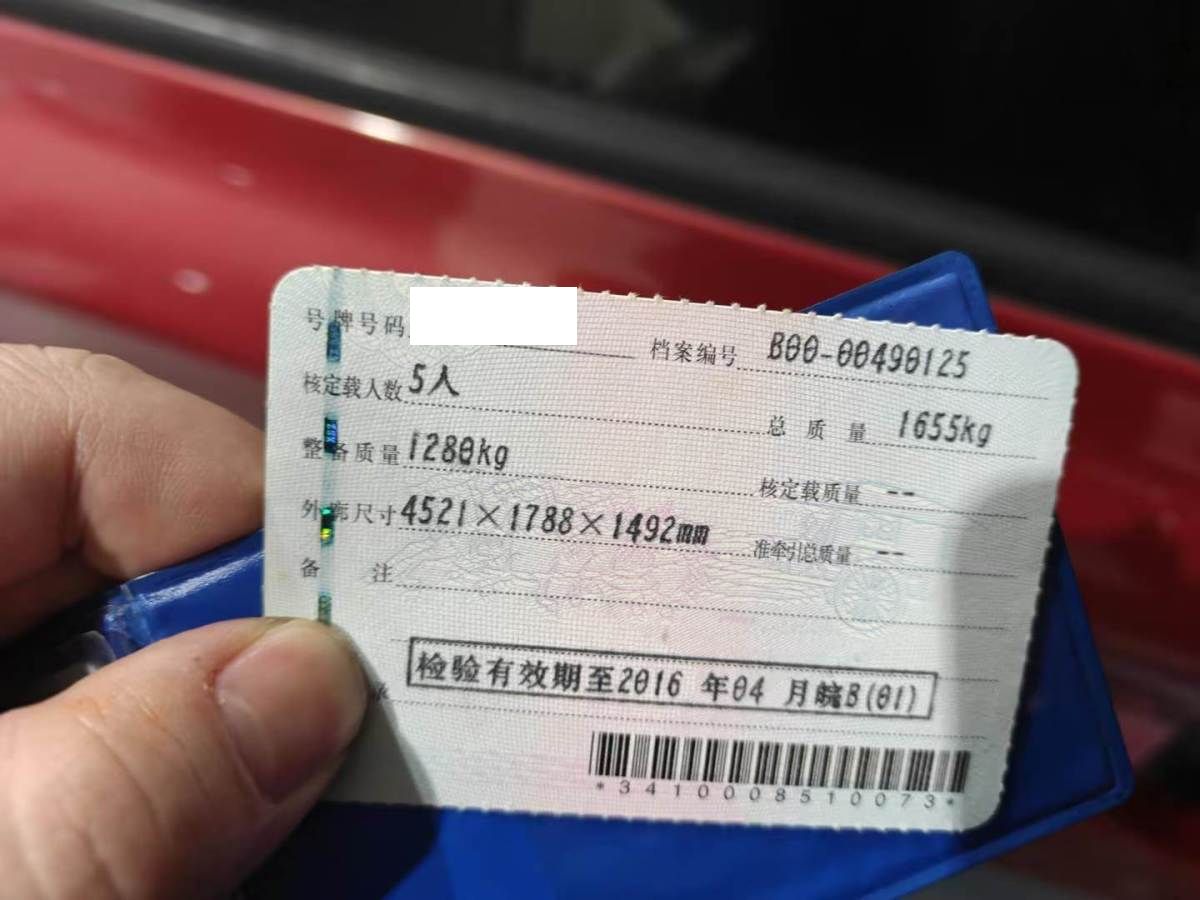 号牌号码
档案编号 B00-00490125
核定载人数 5人
总质量 1655kg
整备质量 1280kg
核定载质量 --
外廓尺寸 4521×1788×1492mm
准牵引总质量 --
备注
检验有效期至2016 年04 月皖B(01)
*3410008510073*